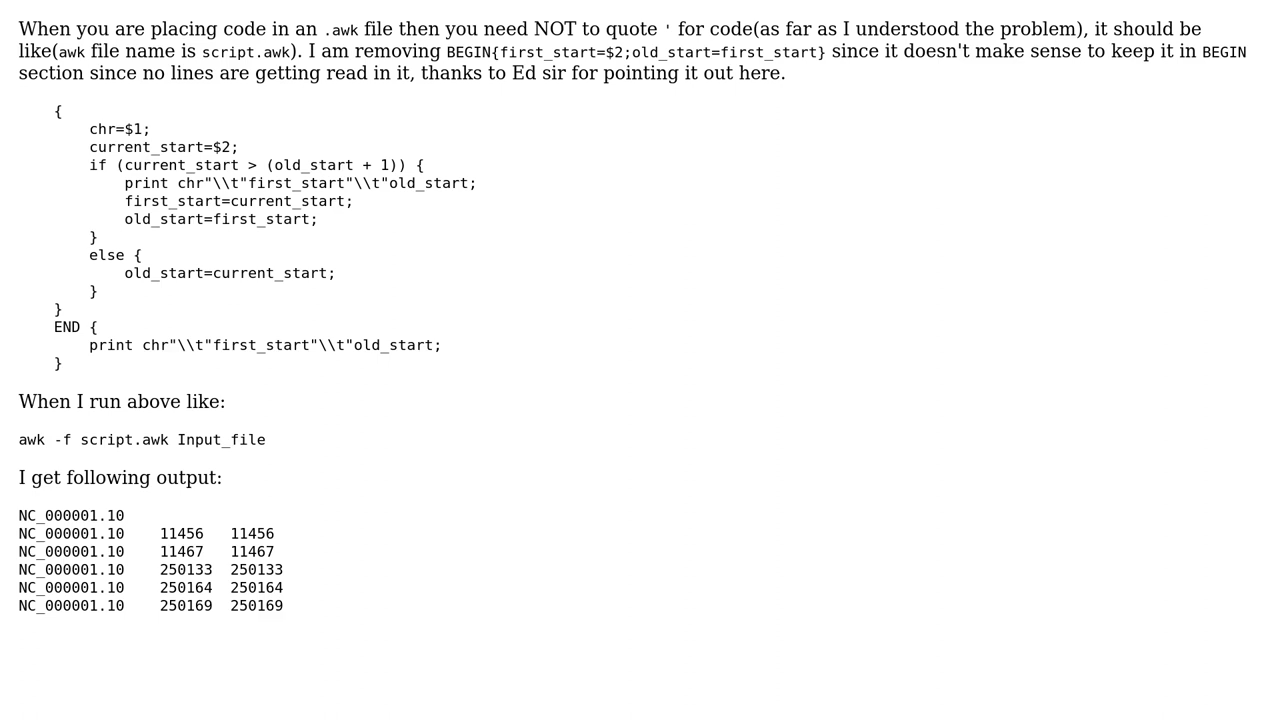 When you are placing code in an .awk file then you need NOT to quote ' for code(as far as I understood the problem), it should be
like(awk file name is script.awk). I am removing BEGIN{first_start=$2;old_start=first_start} since it doesn't make sense to keep it in BEGIN
section since no lines are getting read in it, thanks to Ed sir for pointing it out here.
    {
        chr=$1;
        current_start=$2;
        if (current_start > (old_start + 1)) {
            print chr"\\t"first_start"\\t"old_start;
            first_start=current_start;
            old_start=first_start;
        }
        else {
            old_start=current_start;
        }
    }
    END {
        print chr"\\t"first_start"\\t"old_start;
    }
When I run above like:
awk -f script.awk Input_file
I get following output:
NC_000001.10
NC_000001.10    11456   11456
NC_000001.10    11467   11467
NC_000001.10    250133  250133
NC_000001.10    250164  250164
NC_000001.10    250169  250169